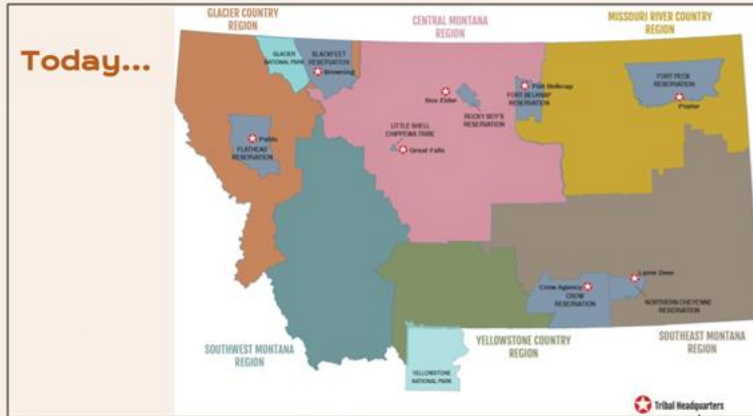 Today...
GLACIER COUNTRY
REGION
CENTRAL MONTANA
REGION
MISSOURI RIVER COUNTRY
REGION
GLACIER
NATIONAL PARK
BLACKFEET
RESERVATION
Browning
Box Elder
ROCKY BOY'S
RESERVATION
Fort Belknap
FORT BELKNAP
RESERVATION
FORT PECK
RESERVATION
Poplar
Pablo
FLATHEAD
RESERVATION
LITTLE SHELL
CHIPPEWA TRIBE
Great Falls
Crow Agency
CROW
RESERVATION
Lame Deer
NORTHERN CHEYENNE
RESERVATION
SOUTHWEST MONTANA
REGION
YELLOWSTONE COUNTRY
REGION
SOUTHEAST MONTANA
REGION
YELLOWSTONE
NATIONAL PARK
Tribal Headquarters